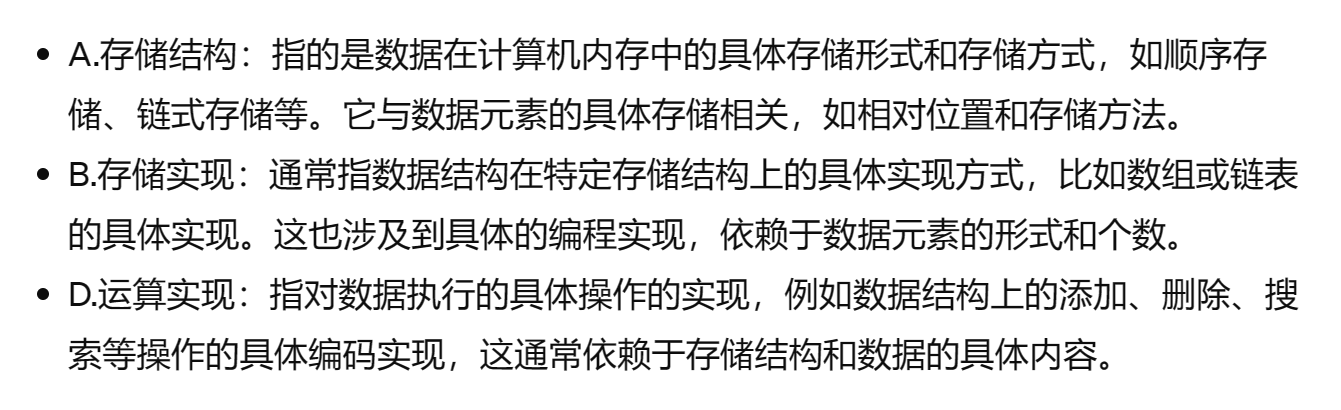 • A.存储结构：指的是数据在计算机内存中的具体存储形式和存储方式，如顺序存
储、链式存储等。它与数据元素的具体存储相关，如相对位置和存储方法。
• B.存储实现：通常指数据结构在特定存储结构上的具体实现方式，比如数组或链表
的具体实现。这也涉及到具体的编程实现，依赖于数据元素的形式和个数。
• D.运算实现：指对数据执行的具体操作的实现，例如数据结构上的添加、删除、搜
索等操作的具体编码实现，这通常依赖于存储结构和数据的具体内容。